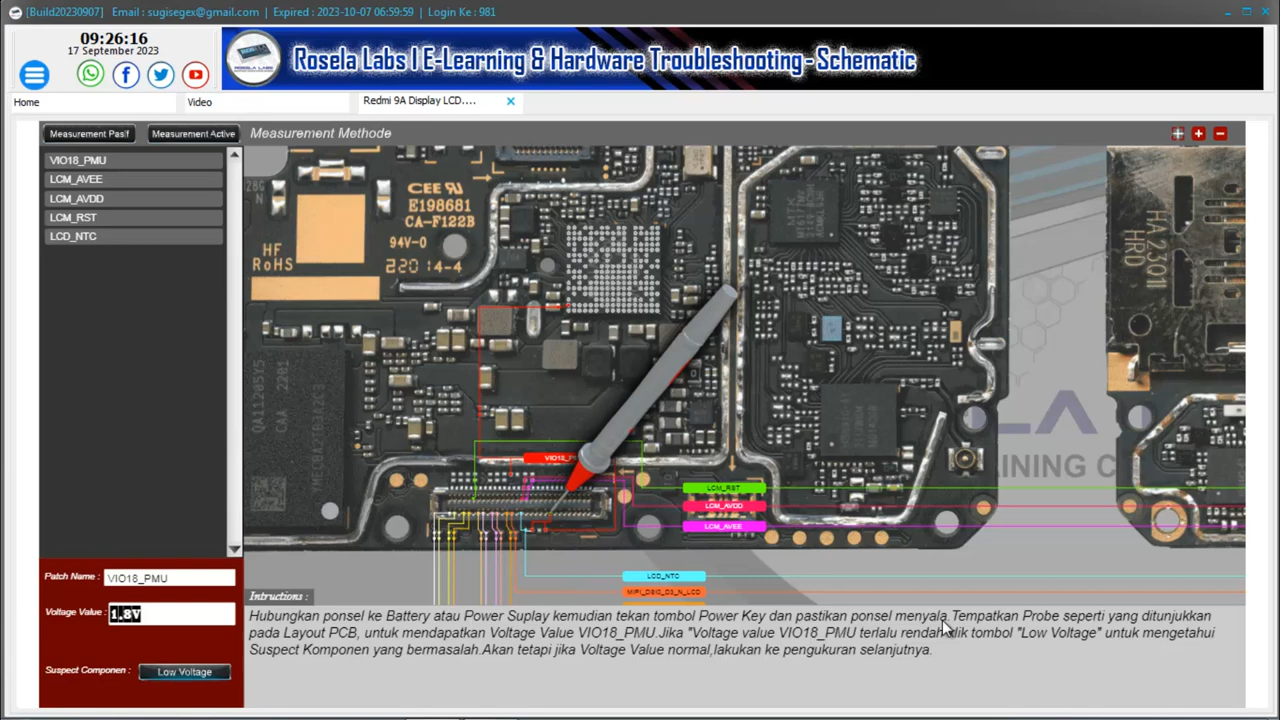 [Build20230907] Email : sugisegex@gmail.com | Expired : 2023-10-07 06:59:59 | Login Ke : 981
09:26:16
17 September 2023
Rosela Labs | E-Learning & Hardware Troubleshooting - Schematic
Home
Video
Redmi 9A Display LCD....
Measurement Pasif
Measurement Active
Measurement Methode
VIO18_PMU
LCM_AVEE
LCM_AVDD
LCM_RST
LCD_NTC
CEE
E198681
CA-F122B
94V-0
22014-4
HF
RoHS
HA2301
HRD
VIO18_P
LCM_RST
LCM_AVDD
LCM_AVEE
LCD_NTC
AINING C
Patch Name :
VIO18_PMU
Voltage Value :
1.8V
Suspect Component :
Low Voltage
Intructions :
Hubungkan ponsel ke Battery atau Power Suplay kemudian tekan tombol Power Key dan pastikan ponsel menyala.Tempatkan Probe seperti yang ditunjukkan
pada Layout PCB, untuk mendapatkan Voltage Value VIO18_PMU.Jika "Voltage value VIO18_PMU terlalu rendah klik tombol "Low Voltage" untuk mengetahui
Suspect Komponen yang bermasalah.Akan tetapi jika Voltage Value normal,lakukan ke pengukuran selanjutnya.